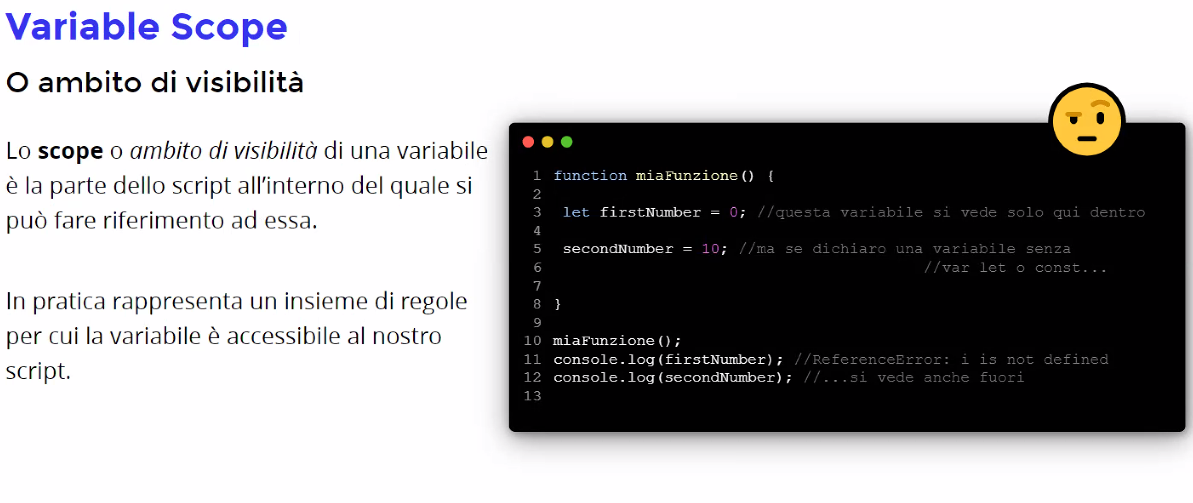 Variable Scope
O ambito di visibilità
Lo scope o ambito di visibilità di una variabile
è la parte dello script all’interno del quale si
può fare riferimento ad essa.
In pratica rappresenta un insieme di regole
per cui la variabile è accessibile al nostro
script.
1 function miaFunzione() {
2
3 let firstNumber = 0; //questa variabile si vede solo qui dentro
4
5 secondNumber = 10; //ma se dichiaro una variabile senza
6 //var let o const...
7
8 }
9
10 miaFunzione();
11 console.log(firstNumber); //ReferenceError: i is not defined
12 console.log(secondNumber); //...si vede anche fuori
13